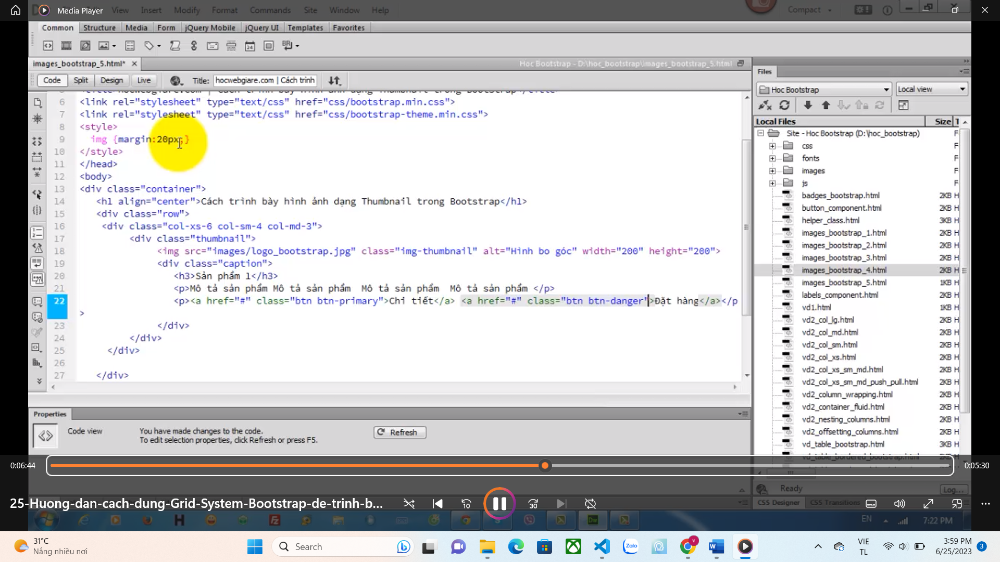 Media Player
View Insert Modify Format Commands Site Window Help
Compact
Common Structure Media Form jQuery Mobile jQuery UI Templates Favorites
images_bootstrap_5.html*
Hoc Bootstrap - D:\hoc_bootstrap\images_bootstrap_5.html
Code Split Design Live Title: hocwebgiare.com | Cách trình
6 <link rel="stylesheet" type="text/css" href="css/bootstrap.min.css">
7 <link rel="stylesheet" type="text/css" href="css/bootstrap-theme.min.css">
8 <style>
9 img {margin:20px;}
10 </style>
11 </head>
12 <body>
13 <div class="container">
14 <h1 align="center">Cách trình bày hình ảnh dạng Thumbnail trong Bootstrap</h1>
15 <div class="row">
16 <div class="col-xs-6 col-sm-4 col-md-3">
17 <div class="thumbnail">
18 <img src="images/logo_bootstrap.jpg" class="img-thumbnail" alt="Hình bo góc" width="200" height="200">
19 <div class="caption">
20 <h3>Sản phẩm 1</h3>
21 <p>Mô tả sản phẩm Mô tả sản phẩm  Mô tả sản phẩm  Mô tả sản phẩm </p>
22 <p><a href="#" class="btn btn-primary">Chi tiết</a> <a href="#" class="btn btn-danger">Đặt hàng</a></p
>
23 </div>
24 </div>
25 </div>
26
27 </div>
Properties
Code view
You have made changes to the code.
To edit selection properties, click Refresh or press F5.
Refresh
Files
Hoc Bootstrap Local view
Local Files Size T
Site - Hoc Bootstrap (D:\hoc_bootstrap) F
css F
fonts F
images F
js F
badges_bootstrap.html 2KB H
button_component.html 2KB H
helper_class.html 3KB H
images_bootstrap_1.html 2KB H
images_bootstrap_2.html 2KB H
images_bootstrap_3.html 2KB H
images_bootstrap_4.html 2KB H
images_bootstrap_5.html 1KB H
labels_component.html 2KB H
vd1.html 1KB H
vd2_col_lg.html 2KB H
vd2_col_md.html 2KB H
vd2_col_sm.html 2KB H
vd2_col_xs.html 2KB H
vd2_col_xs_sm_md.html 2KB H
vd2_col_xs_sm_md_push_pull.html 2KB H
vd2_column_wrapping.html 2KB H
vd2_container_fluid.html 2KB H
vd2_nesting_columns.html 2KB H
vd2_offsetting_columns.html 2KB H
vd_table_bootstrap.html 3KB H
vd_table_bordered_bootstrap.html
Ready Log...
CSS Designer CSS Transitions
0:06:44
0:05:30
25-Huong-dan-cach-dung-Grid-System-Bootstrap-de-trinh-b...
10
30
EN 7:22 PM
31°C
Nắng nhiều nơi
Search
Zalo
VIE
TL
3:59 PM
6/25/2023
3